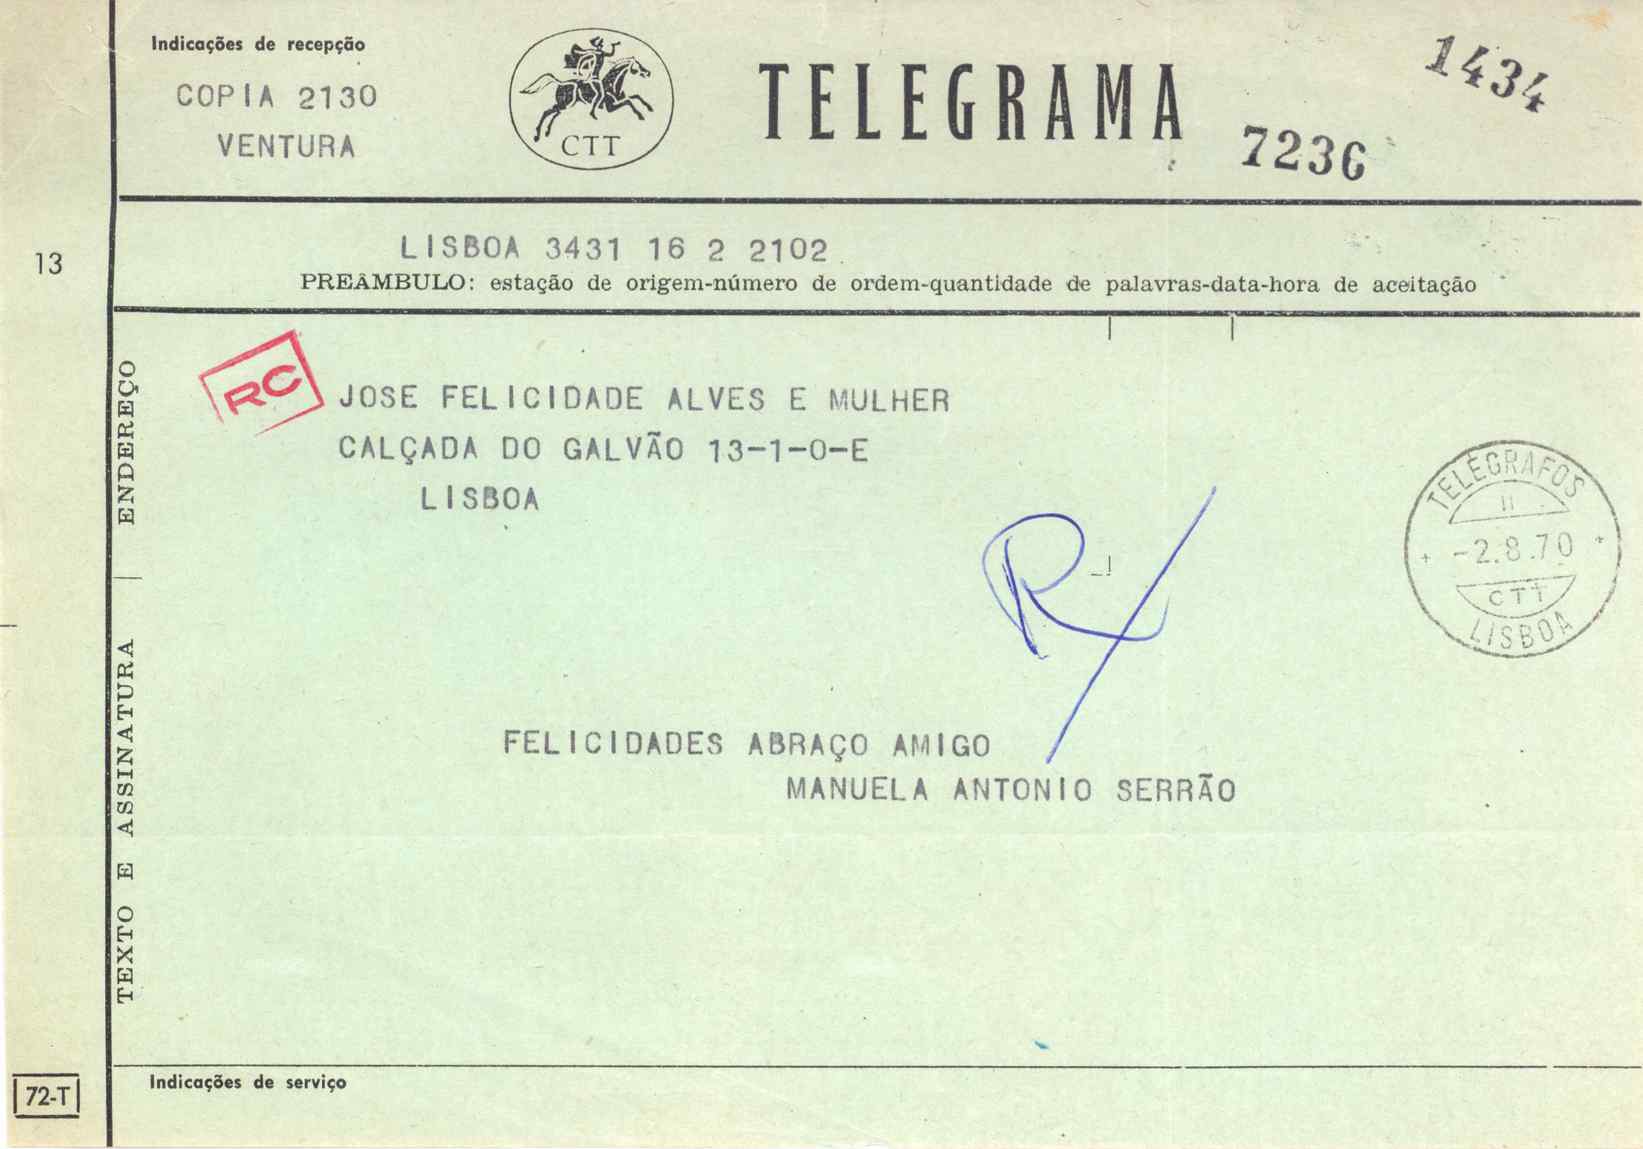 Indicações de recepção
COPIA 2130
VENTURA
CTT
TELEGRAMA
1434
7236
LISBOA 3431 16 2 2102
PREÂMBULO: estação de origem-número de ordem-quantidade de palavras-data-hora de aceitação
13
ENDEREÇO
RC
JOSE FELICIDADE ALVES E MULHER
CALÇADA DO GALVÃO 13-1-0-E
LISBOA
TELÉGRAFOS
-2.8.70
CTT
LISBOA
R
TEXTO E ASSINATURA
FELICIDADES ABRAÇO AMIGO
MANUELA ANTONIO SERRÃO
Indicações de serviço
72-T